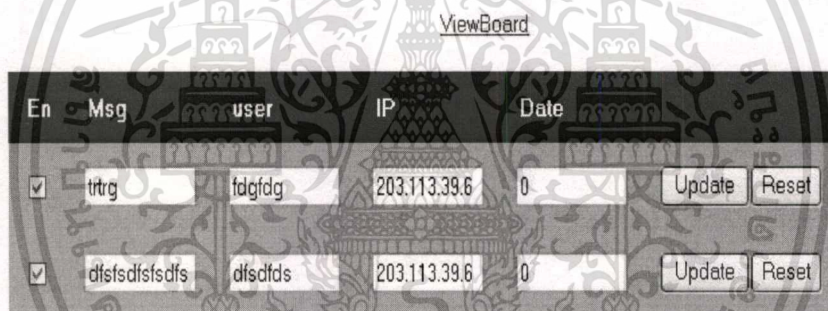 ViewBoard
En Msg user IP Date
trtrg fdgfdg 203.113.39.6 0 Update Reset
dfsfsdfsfsdfs dfsdfds 203.113.39.6 0 Update Reset